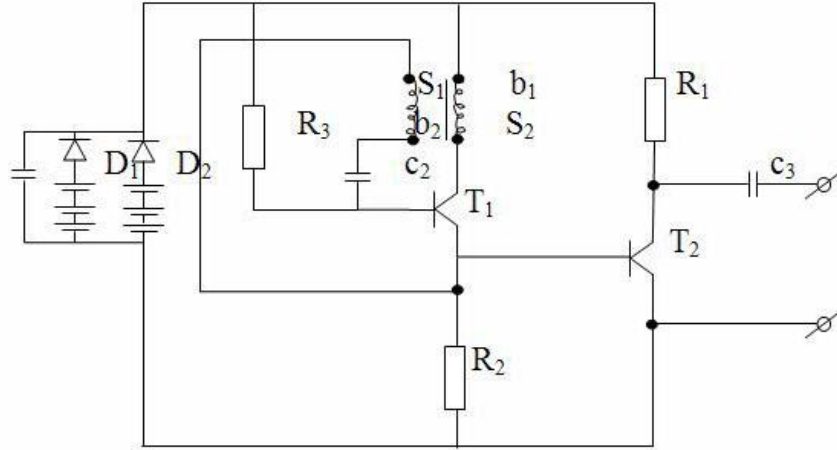 S₁ b₁ R₁
R₃ b₂ S₂
D₁ D₂ c₂ c₃
T₁
T₂
R₂